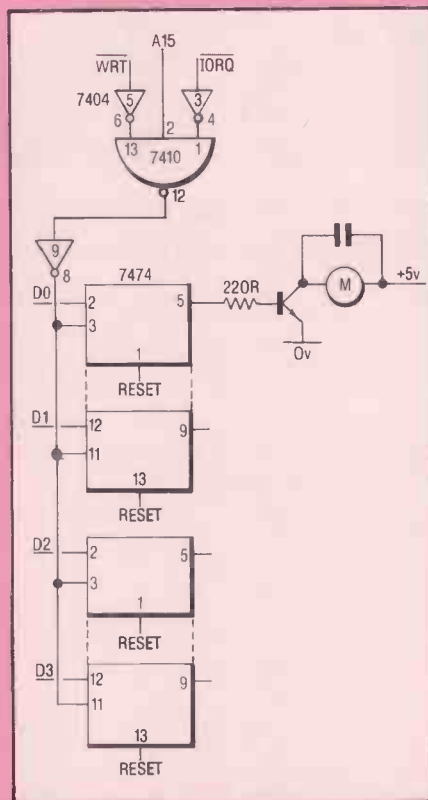 A15
WRT IORQ
7404 5 3
6 2 4
13 7410 1
12
9
8
7474
D0 2 5 220R M +5v
3
1 0v
RESET
D1 12 9
11
13
RESET
D2 2 5
3
1
RESET
D3 12 9
11
13
RESET